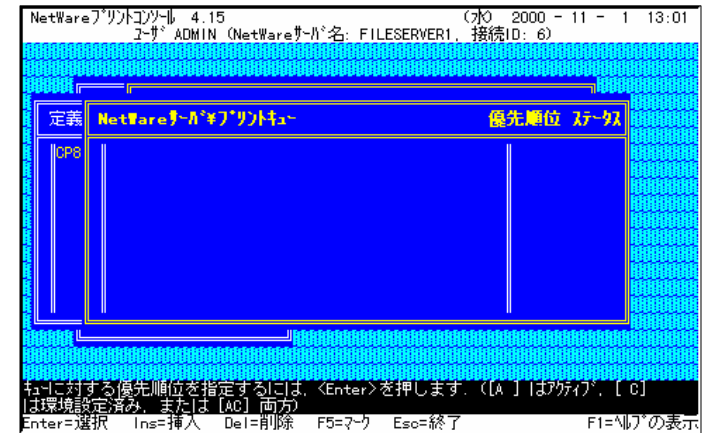 NetWareﾌﾟﾘﾝﾄｺﾝｿｰﾙ 4.15 (水) 2000 - 11 - 1 13:01
ﾕｰｻﾞ ADMIN (NetWareｻｰﾊﾞ名: FILESERVER1, 接続ID: 6)
定義 NetWareｻｰﾊﾞ¥ﾌﾟﾘﾝﾄｷｭｰ 優先順位 ｽﾃｰﾀｽ
CP8
ｷｭｰに対する優先順位を指定するには, <Enter>を押します. ([A ] はｱｸﾃｨﾌﾞ, [ C]
は環境設定済み, または [AC] 両方)
Enter=選択 Ins=挿入 Del=削除 F5=ﾏｰｸ Esc=終了 F1=ﾍﾙﾌﾟの表示